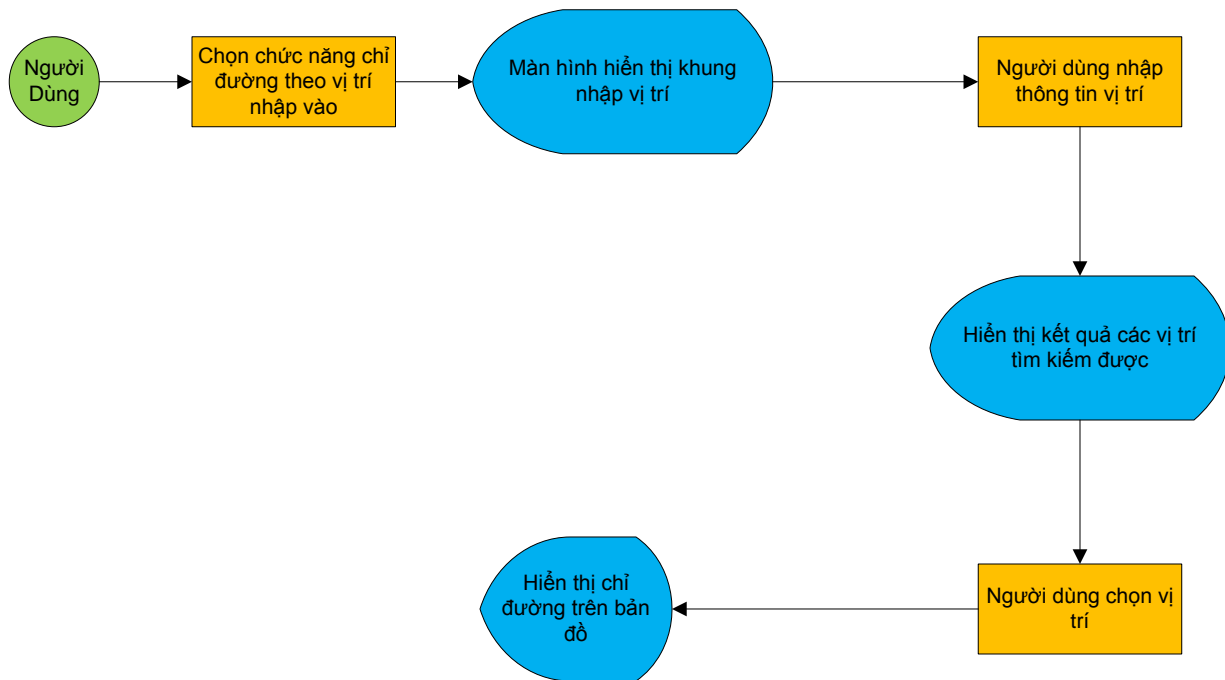 Người
Dùng
Chọn chức năng chỉ
đường theo vị trí
nhập vào
Màn hình hiển thị khung
nhập vị trí
Người dùng nhập
thông tin vị trí
Hiển thị kết quả các vị trí
tìm kiếm được
Người dùng chọn vị
trí
Hiển thị chỉ
đường trên bản
đồ